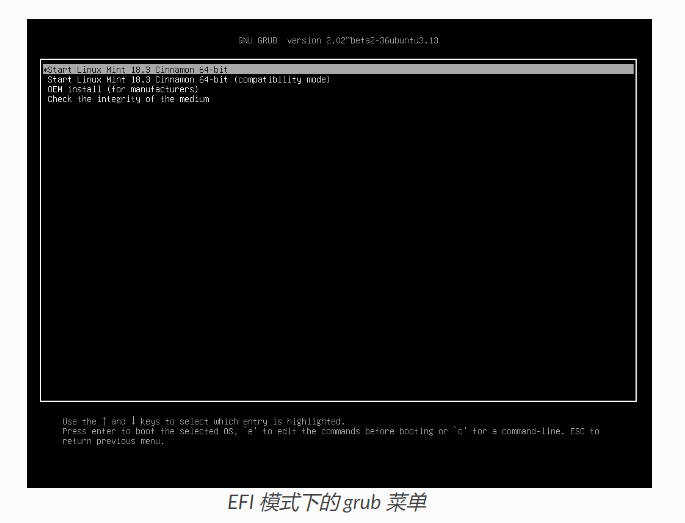 GNU GRUB version 2.02~beta2-36ubuntu3.13
*Start Linux Mint 18.3 Cinnamon 64-bit
Start Linux Mint 18.3 Cinnamon 64-bit (compatibility mode)
OEM install (for manufacturers)
Check the integrity of the medium
Use the ↑ and ↓ keys to select which entry is highlighted.
Press enter to boot the selected OS, `e' to edit the commands before booting or `c' for a command-line. ESC to
return previous menu.
EFI 模式下的 grub 菜单